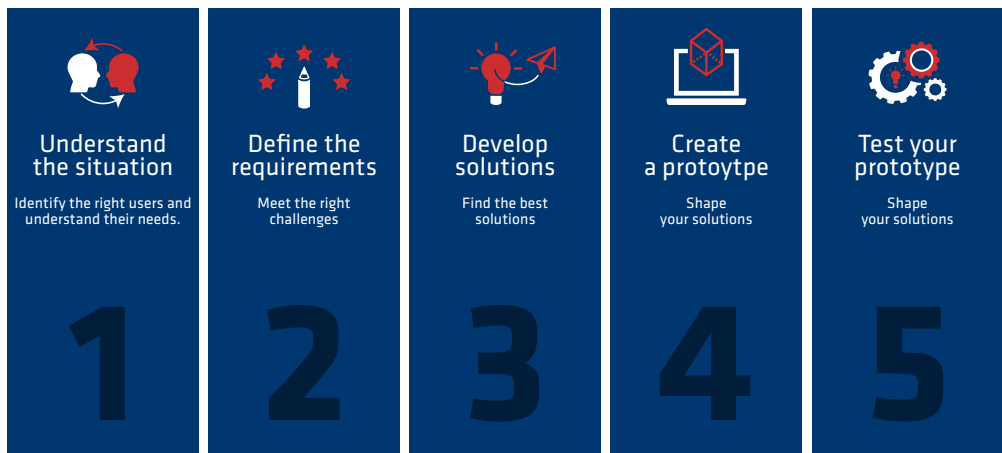 Understand
the situation
Identify the right users and
understand their needs.
1
Define the
requirements
Meet the right
challenges
2
Develop
solutions
Find the best
solutions
3
Create
a protoytpe
Shape
your solutions
4
Test your
prototype
Shape
your solutions
5